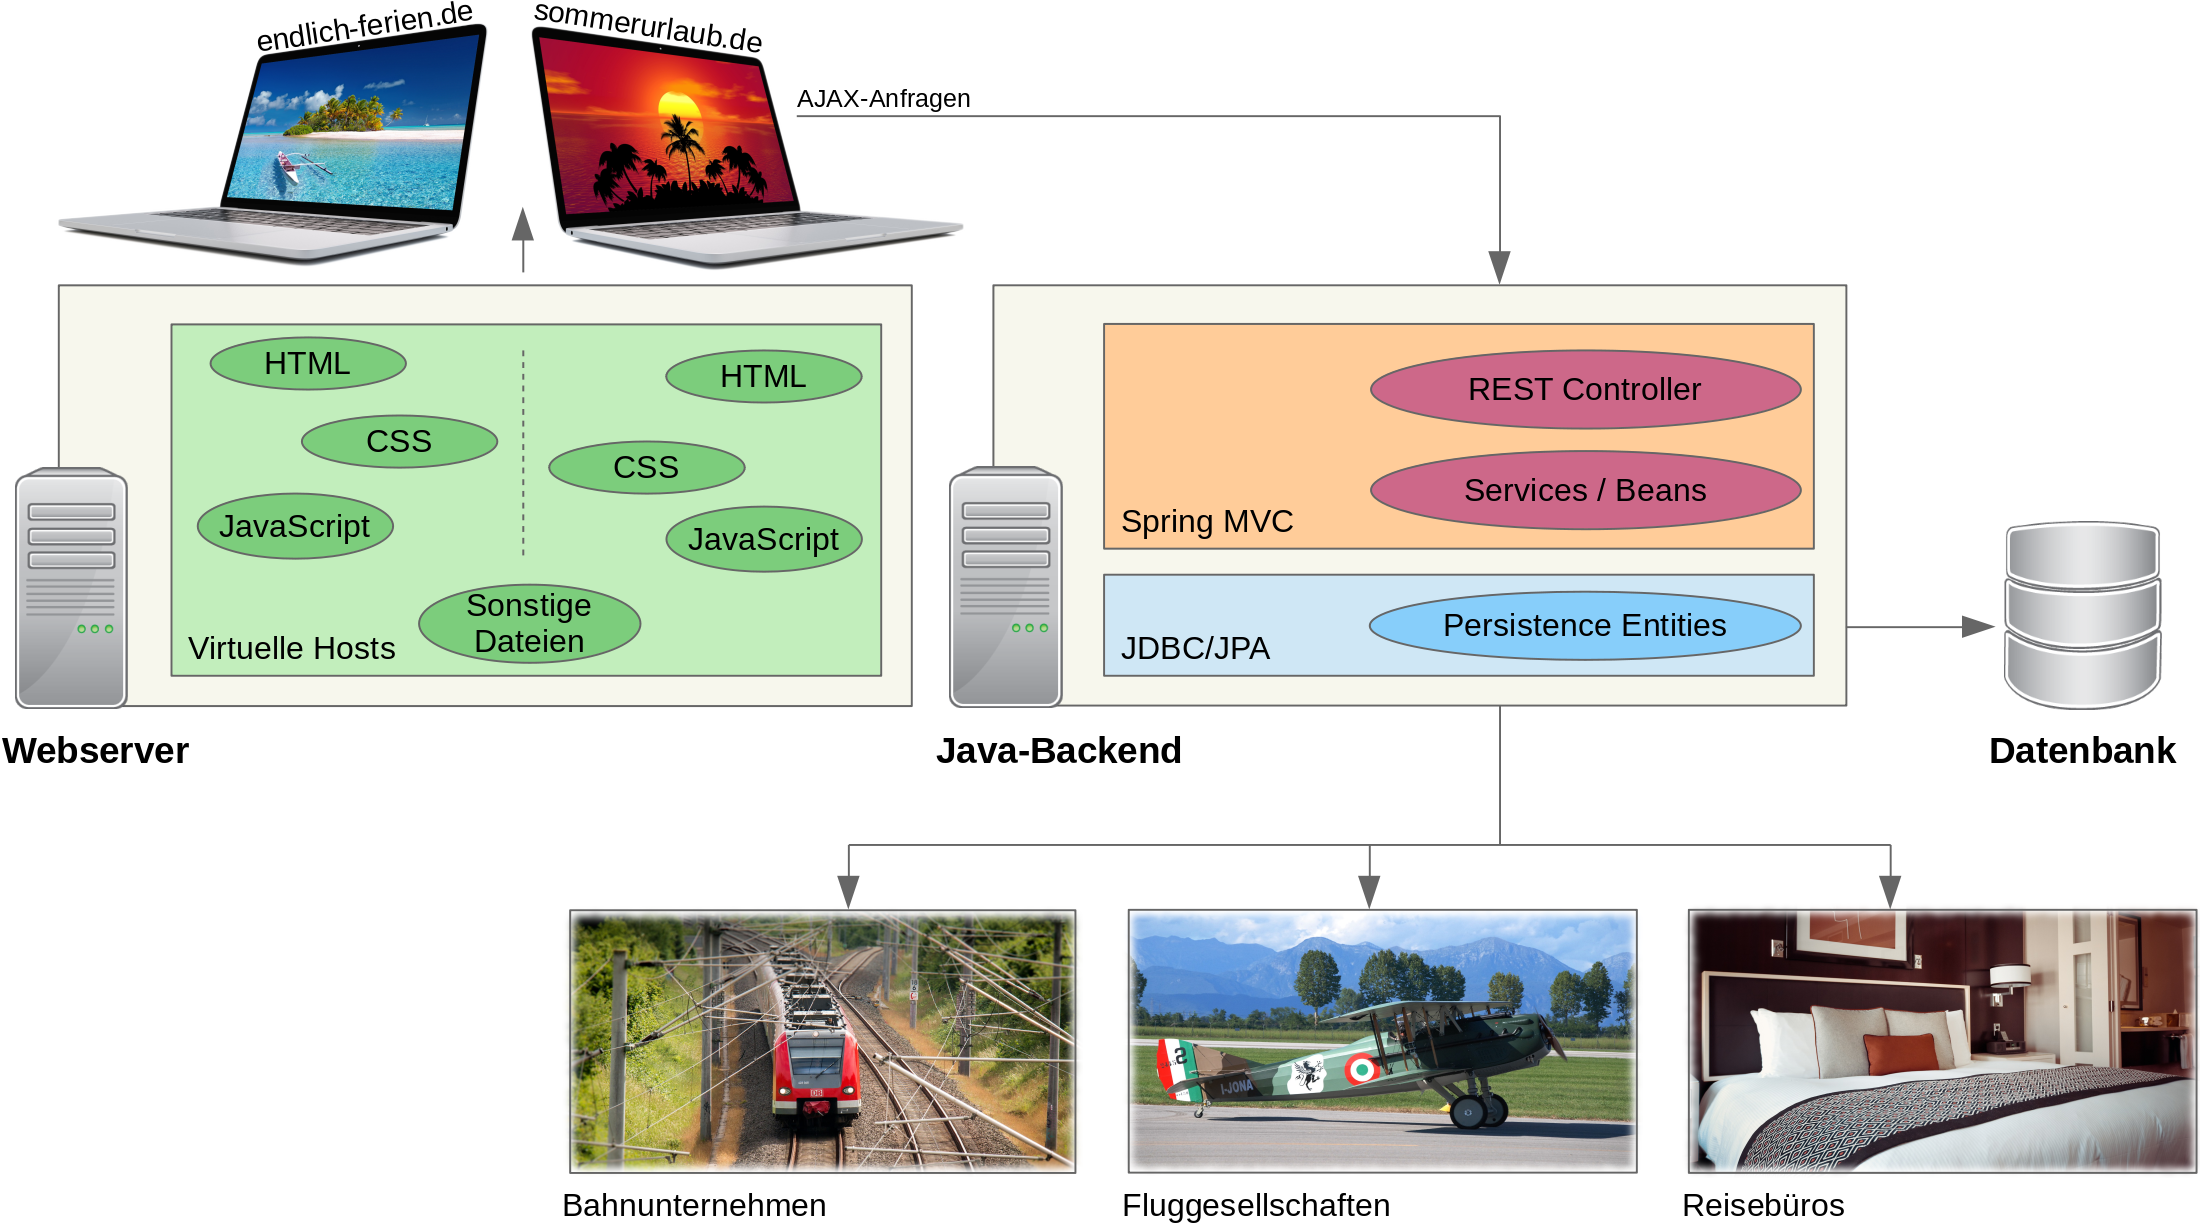 endlich-ferien.de
sommerurlaub.de
AJAX-Anfragen
HTML
HTML
CSS
CSS
JavaScript
JavaScript
Sonstige
Dateien
Virtuelle Hosts
REST Controller
Services / Beans
Spring MVC
Persistence Entities
JDBC/JPA
Webserver
Java-Backend
Datenbank
DB
I-JONA
S
Bahnunternehmen
Fluggesellschaften
Reisebüros